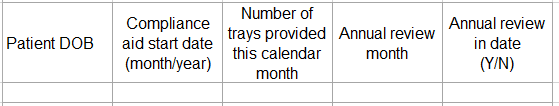 Patient DOB
Compliance
aid start date
(month/year)
Number of
trays provided
this calendar
month
Annual review
month
Annual review
in date
(Y/N)